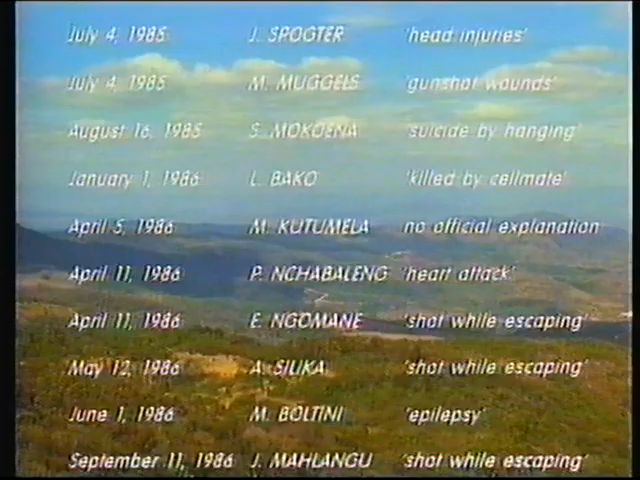 July 4, 1985 J. SPOGTER 'head injuries'
July 4, 1985 M. MUGGELS 'gunshot wounds'
August 16, 1985 S. MOKOENA 'suicide by hanging'
January 1, 1986 L. BAKO 'killed by cellmate'
April 5, 1986 M. KUTUMELA no official explanation
April 11, 1986 P. NCHABALENG 'heart attack'
April 11, 1986 E. NGOMANE 'shot while escaping'
May 12, 1986 A. SILIKA 'shot while escaping'
June 1, 1986 M. BOLTINI 'epilepsy'
September 11, 1986 J. MAHLANGU 'shot while escaping'